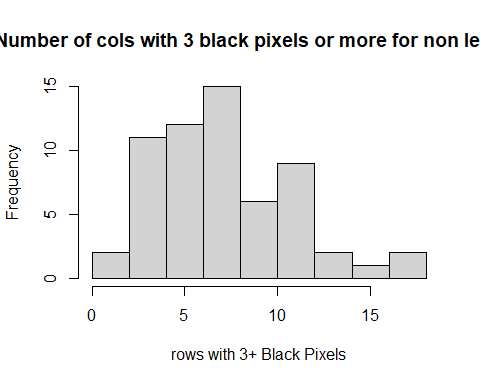 Number of cols with 3 black pixels or more for non le
Frequency
15
10
5
0
0 5 10 15
rows with 3+ Black Pixels